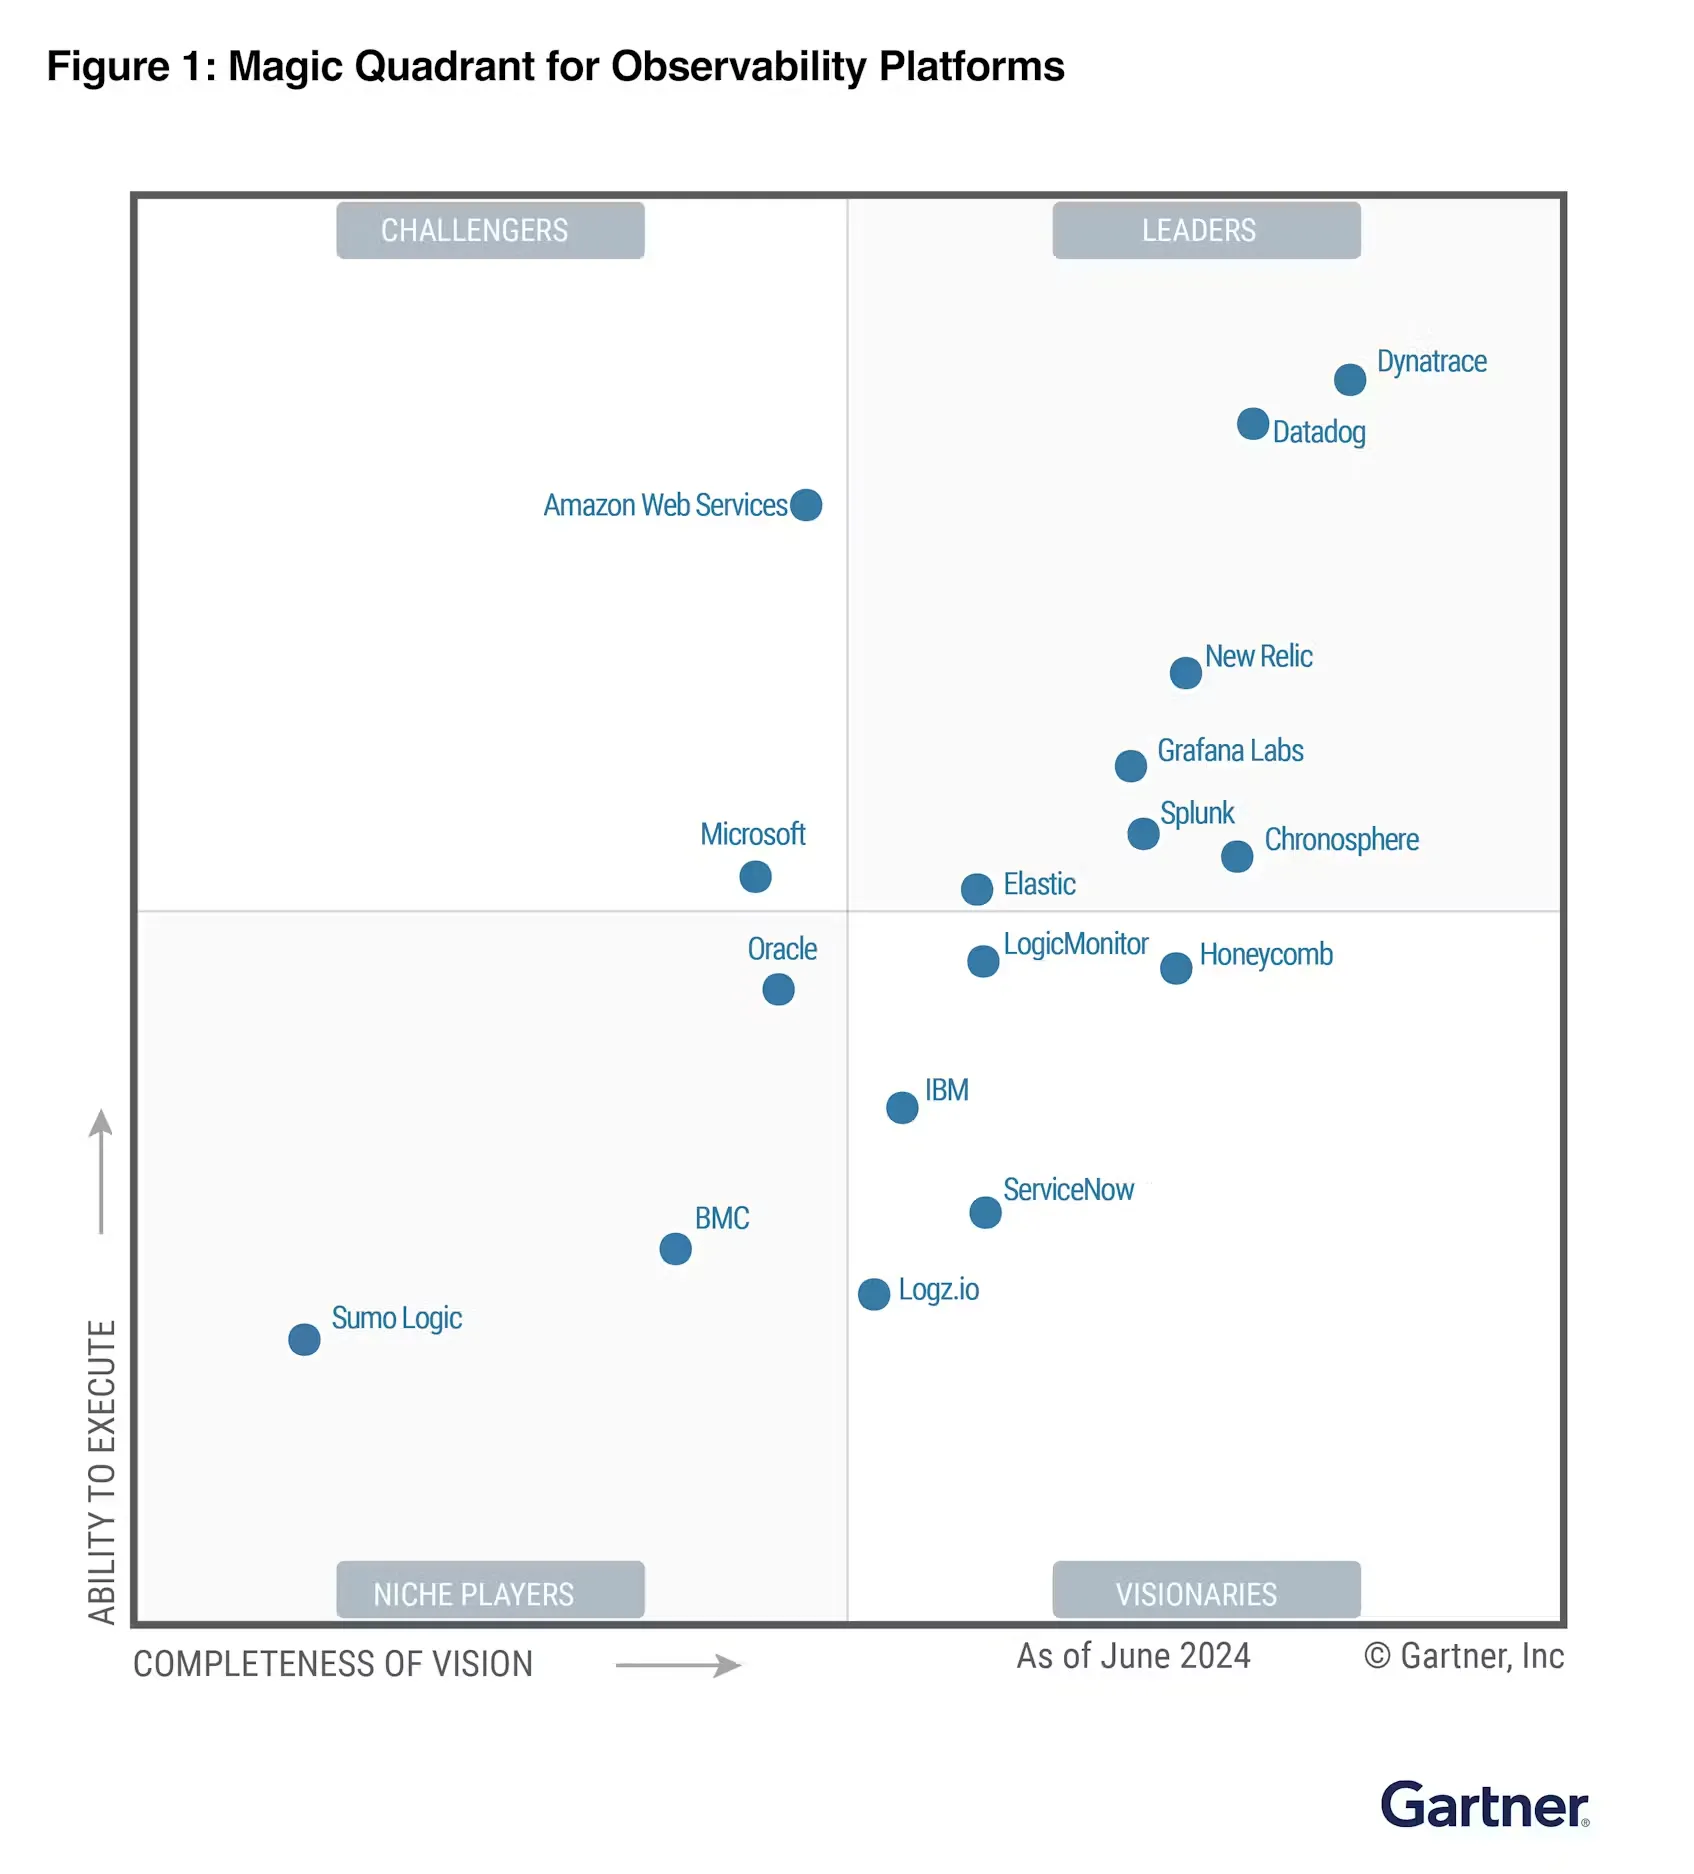 Figure 1: Magic Quadrant for Observability Platforms
CHALLENGERS
LEADERS
Dynatrace
Datadog
Amazon Web Services
New Relic
Grafana Labs
Splunk
Microsoft
Chronosphere
Elastic
Oracle
LogicMonitor
Honeycomb
IBM
ServiceNow
BMC
Logz.io
Sumo Logic
ABILITY TO EXECUTE
NICHE PLAYERS
VISIONARIES
COMPLETENESS OF VISION
As of June 2024
© Gartner, Inc
Gartner®